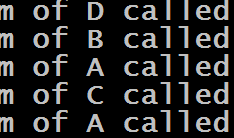 m of D called
m of B called
m of A called
m of C called
m of A called